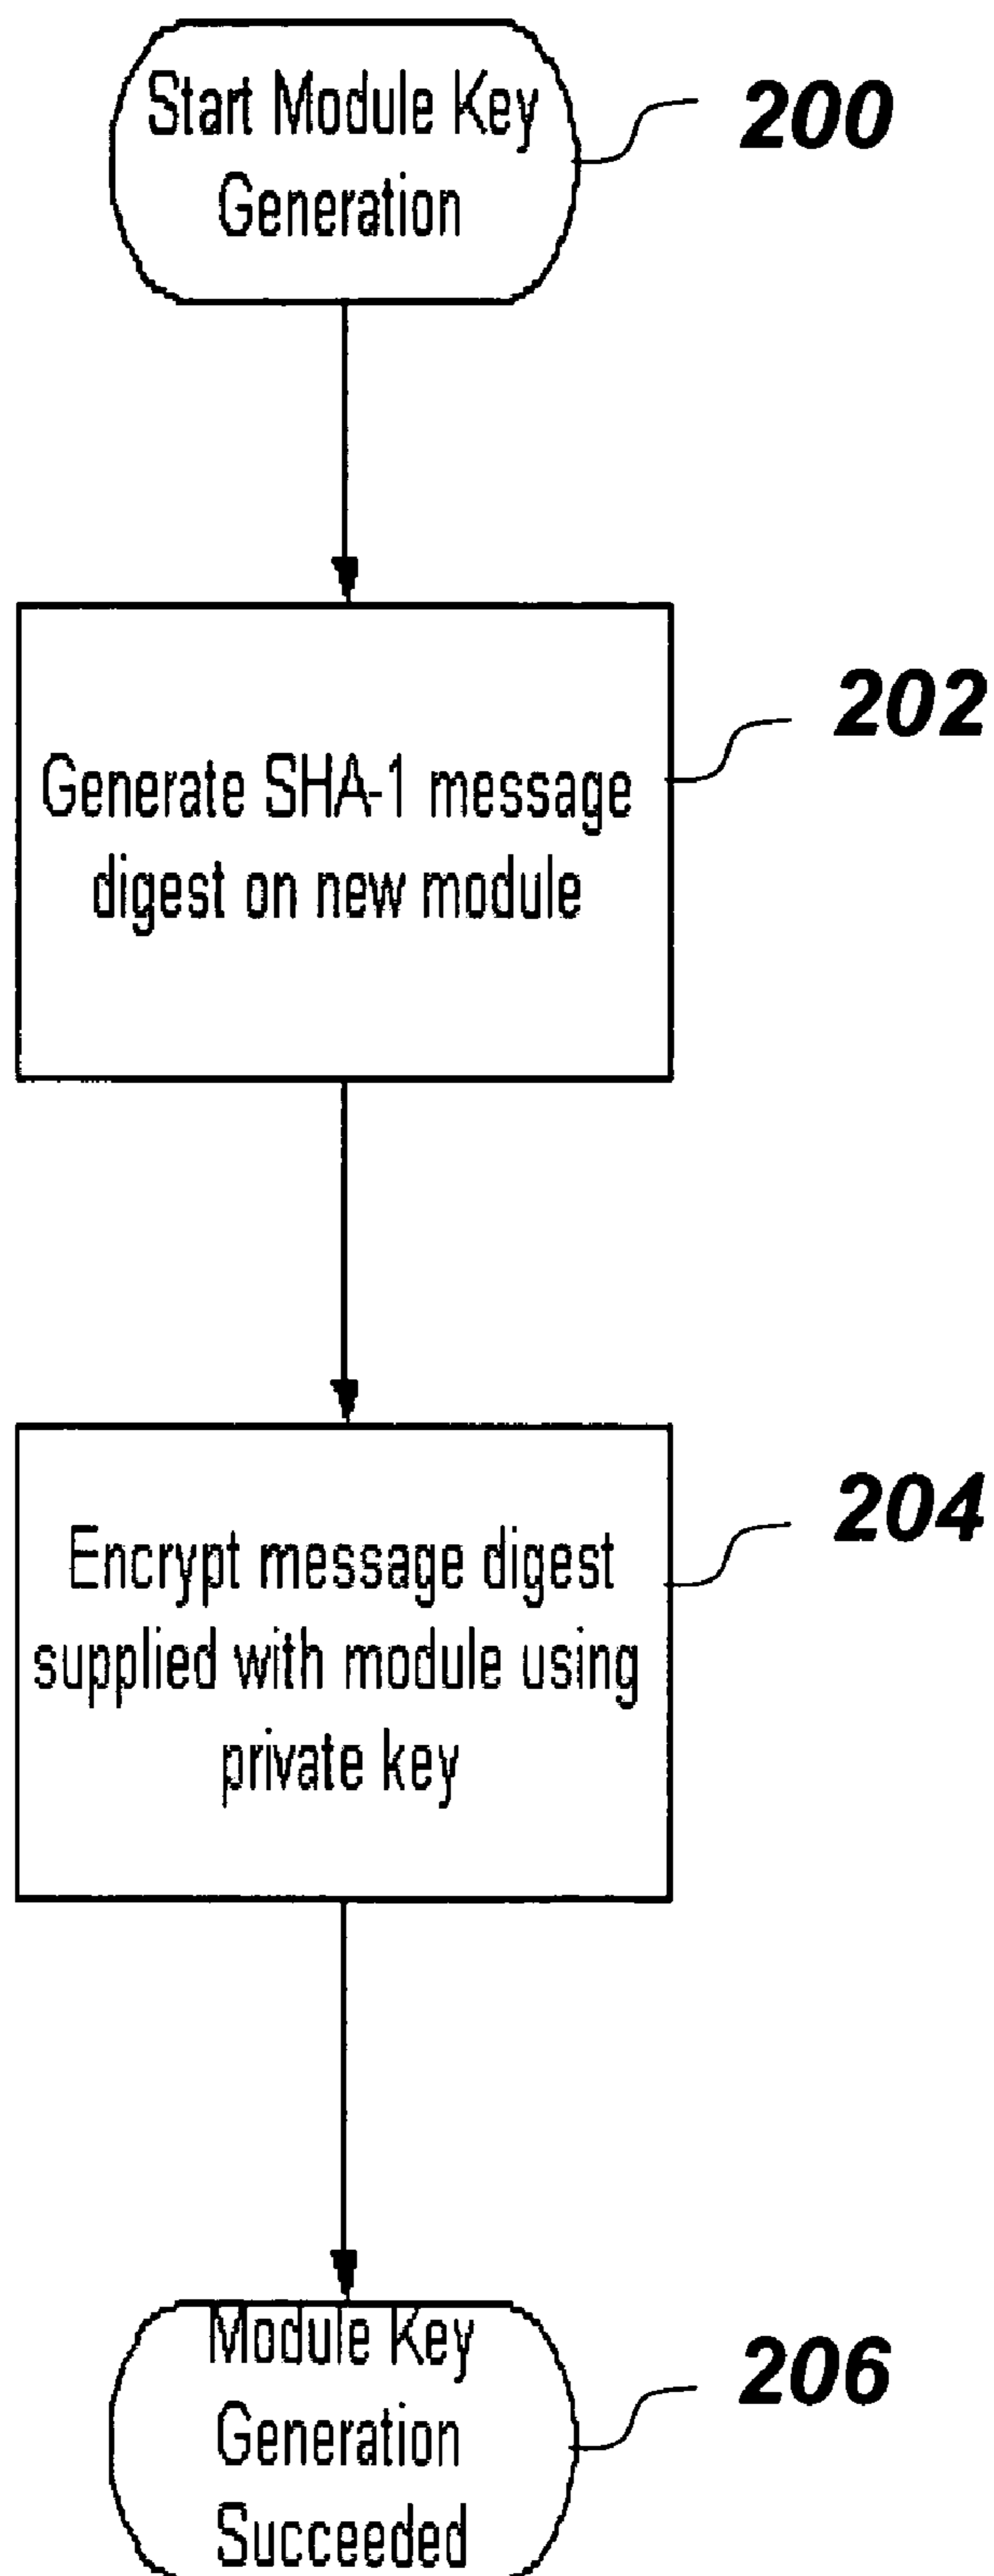 Start Module Key
Generation
200
Generate SHA-1 message
digest on new module
202
Encrypt message digest
supplied with module using
private key
204
Module Key
Generation
Succeeded
206